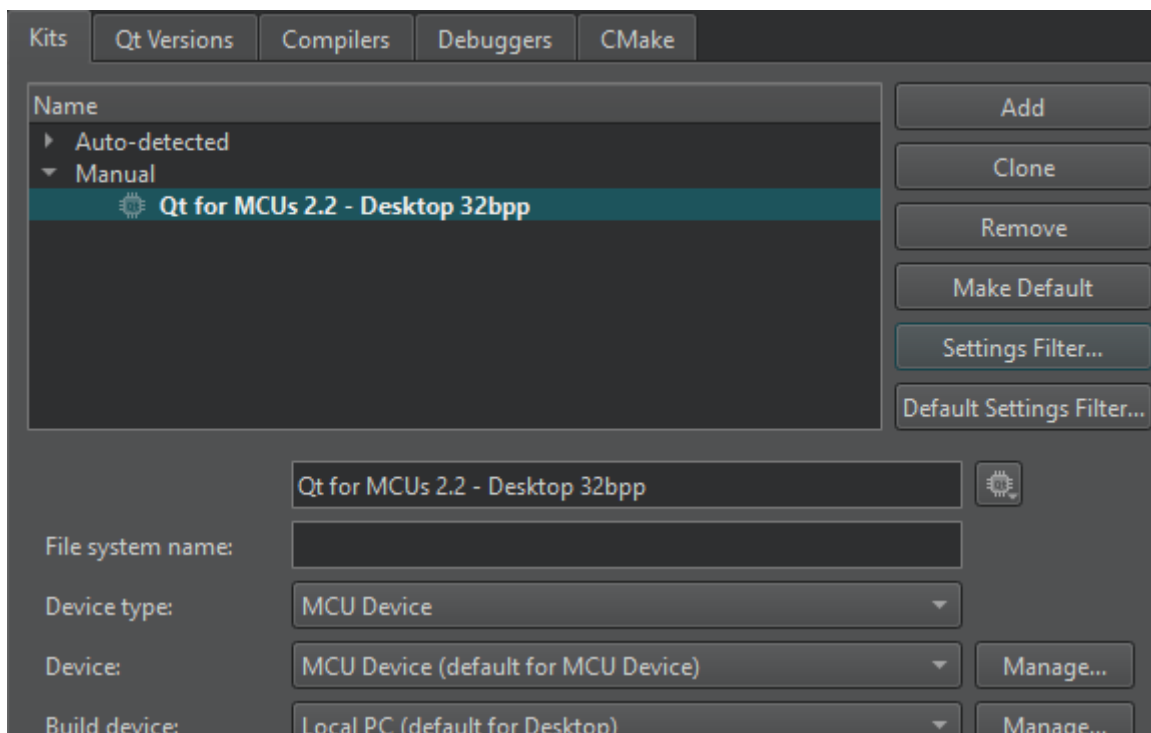 Kits Qt Versions Compilers Debuggers CMake
Name
Add
Auto-detected
Manual
Clone
Qt for MCUs 2.2 - Desktop 32bpp
Remove
Make Default
Settings Filter...
Default Settings Filter...
Qt for MCUs 2.2 - Desktop 32bpp
File system name:
Device type: MCU Device
Device: MCU Device (default for MCU Device) Manage...
Build device: Local PC (default for Desktop) Manage...